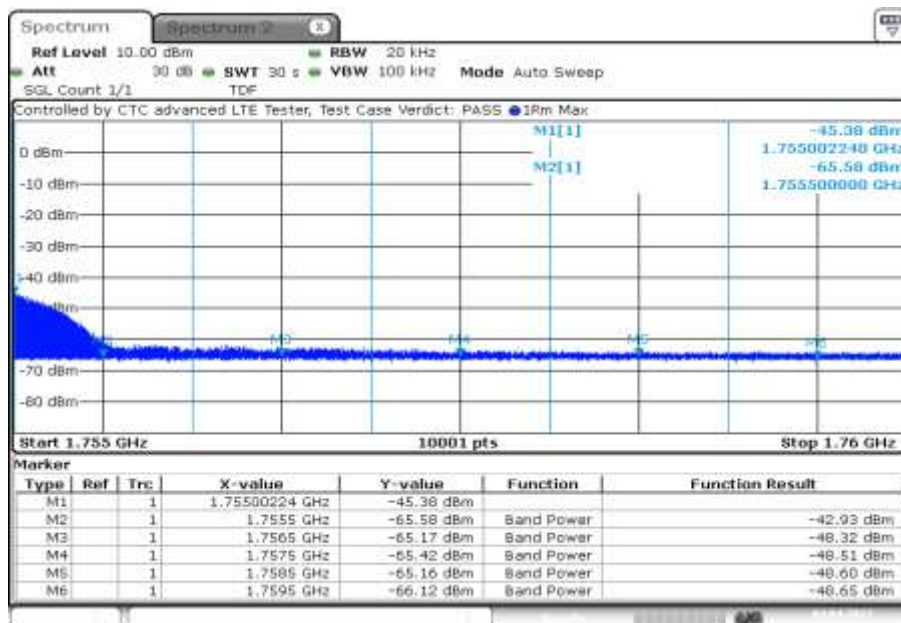 Spectrum Spectrum 2 X
Ref Level 10.00 dBm RBW 20 kHz
Att 30 dB SWT 30 s VBW 100 kHz Mode Auto Sweep
SGL Count 1/1 TDF
Controlled by CTC advanced LTE Tester, Test Case Verdict: PASS 1Rm Max
M1[1] -45.38 dBm
1.755002248 GHz
M2[1] -65.58 dBm
1.755500000 GHz
0 dBm
-10 dBm
-20 dBm
-30 dBm
-40 dBm
M3 M4 M5 M6
-70 dBm
-80 dBm
Start 1.755 GHz 10001 pts Stop 1.76 GHz
Marker
Type Ref Trc X-value Y-value Function Function Result
M1 1 1.75500224 GHz -45.38 dBm
M2 1 1.7555 GHz -65.58 dBm Band Power -42.93 dBm
M3 1 1.7565 GHz -65.17 dBm Band Power -48.32 dBm
M4 1 1.7575 GHz -65.42 dBm Band Power -48.51 dBm
M5 1 1.7585 GHz -65.16 dBm Band Power -48.60 dBm
M6 1 1.7595 GHz -66.12 dBm Band Power -48.65 dBm